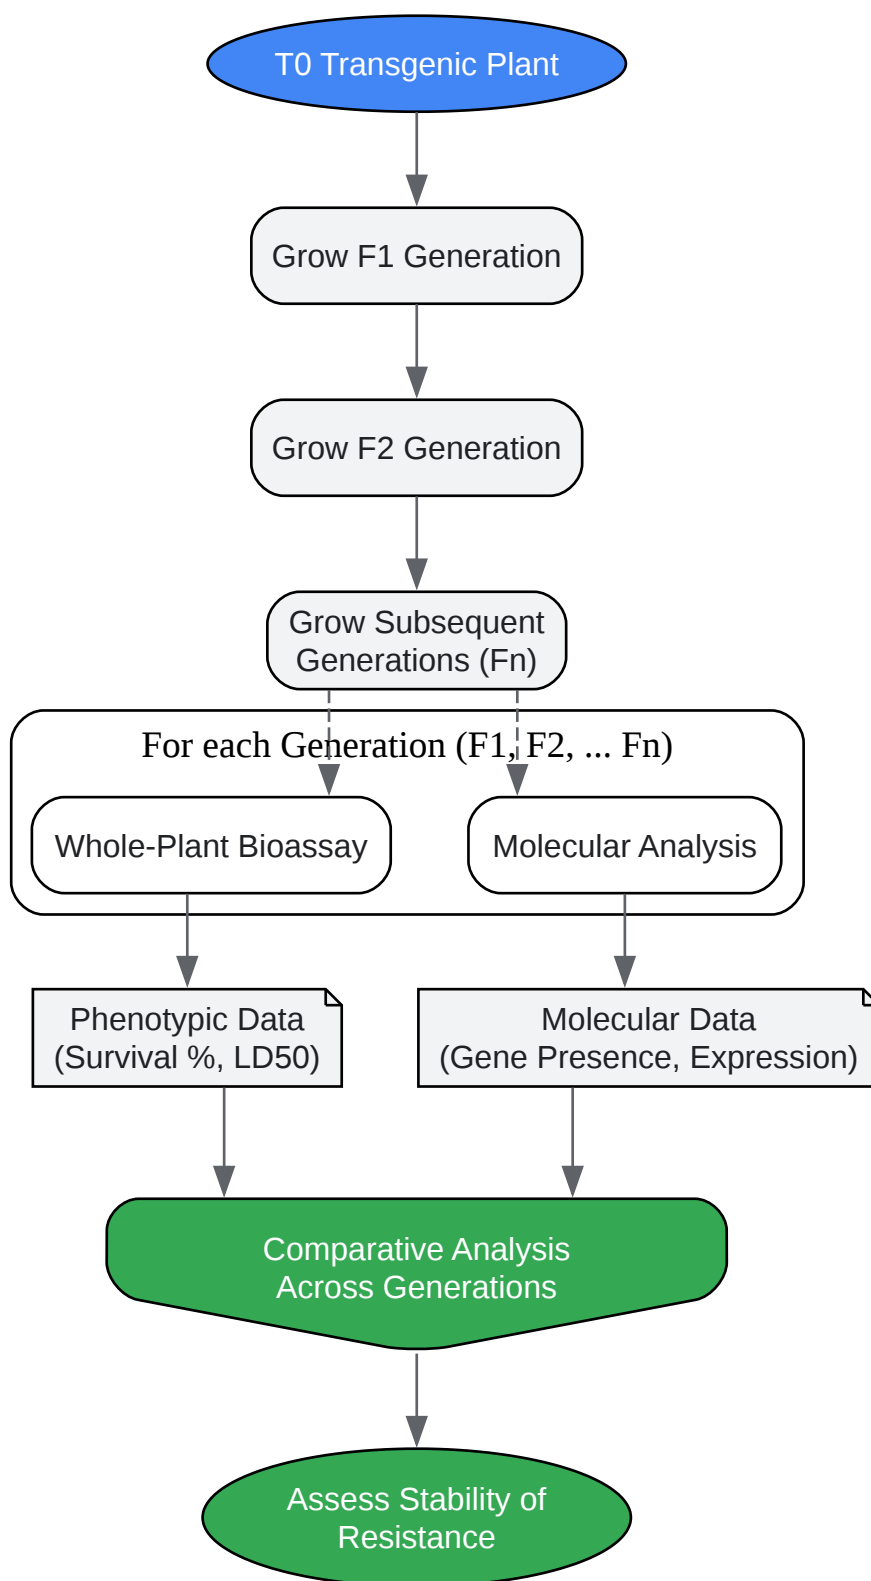 T0 Transgenic Plant
Grow F1 Generation
Grow F2 Generation
Grow Subsequent
Generations (Fn)
For each Generation (F1, F2, ... Fn)
Whole-Plant Bioassay
Molecular Analysis
Phenotypic Data
(Survival %, LD50)
Molecular Data
(Gene Presence, Expression)
Comparative Analysis
Across Generations
Assess Stability of
Resistance